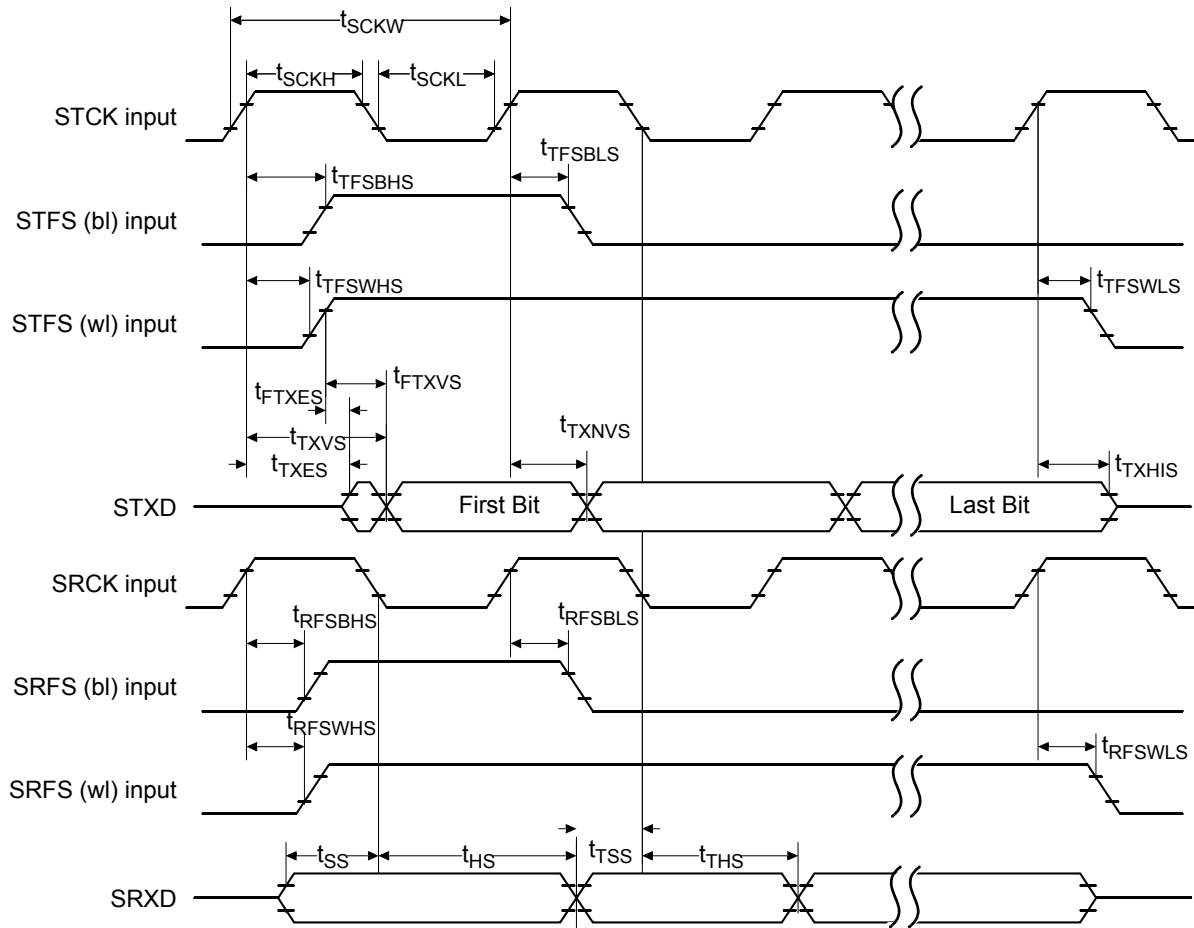 tSCKW
tSCKH
tSCKL
STCK input
tTFSBLS
tTFSBHS
STFS (bl) input
tTFSWHS
tTFSWLS
STFS (wl) input
tFTXES
tFTXVS
tTXVS
tTXNVS
tTXES
tTXHIS
STXD
First Bit
Last Bit
SRCK input
tRFSBHS
tRFSBLS
SRFS (bl) input
tRFSWHS
tRFSWLS
SRFS (wl) input
tSS
tHS
tTSS
tTHS
SRXD